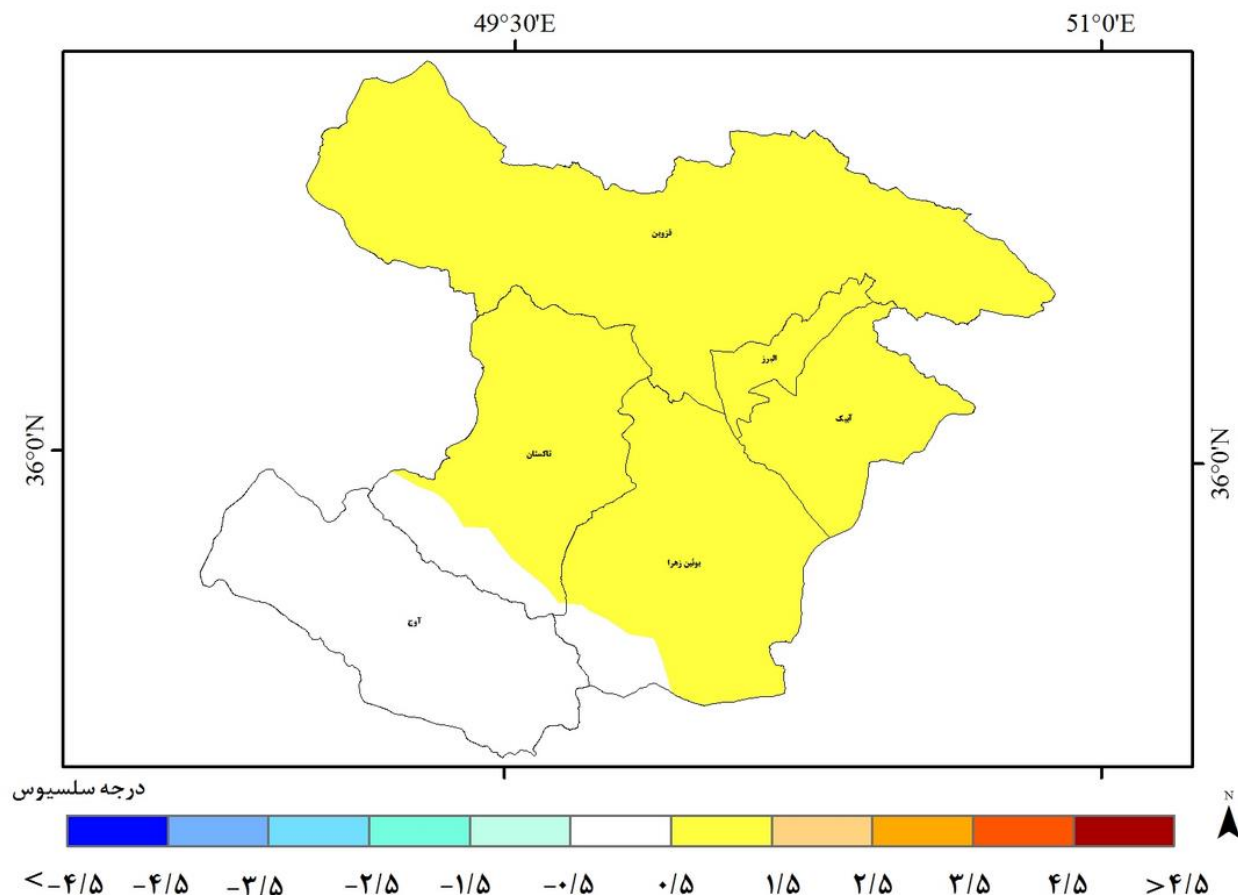 49°30'E 51°0'E
قزوین
البرز
آبیک
36°0'N 36°0'N
تاکستان
بوئین زهرا
آوج
درجه سلسیوس
N
< -۴/۵ -۴/۵ -۳/۵ -۲/۵ -۱/۵ -۰/۵ ۰/۵ ۱/۵ ۲/۵ ۳/۵ ۴/۵ > ۴/۵